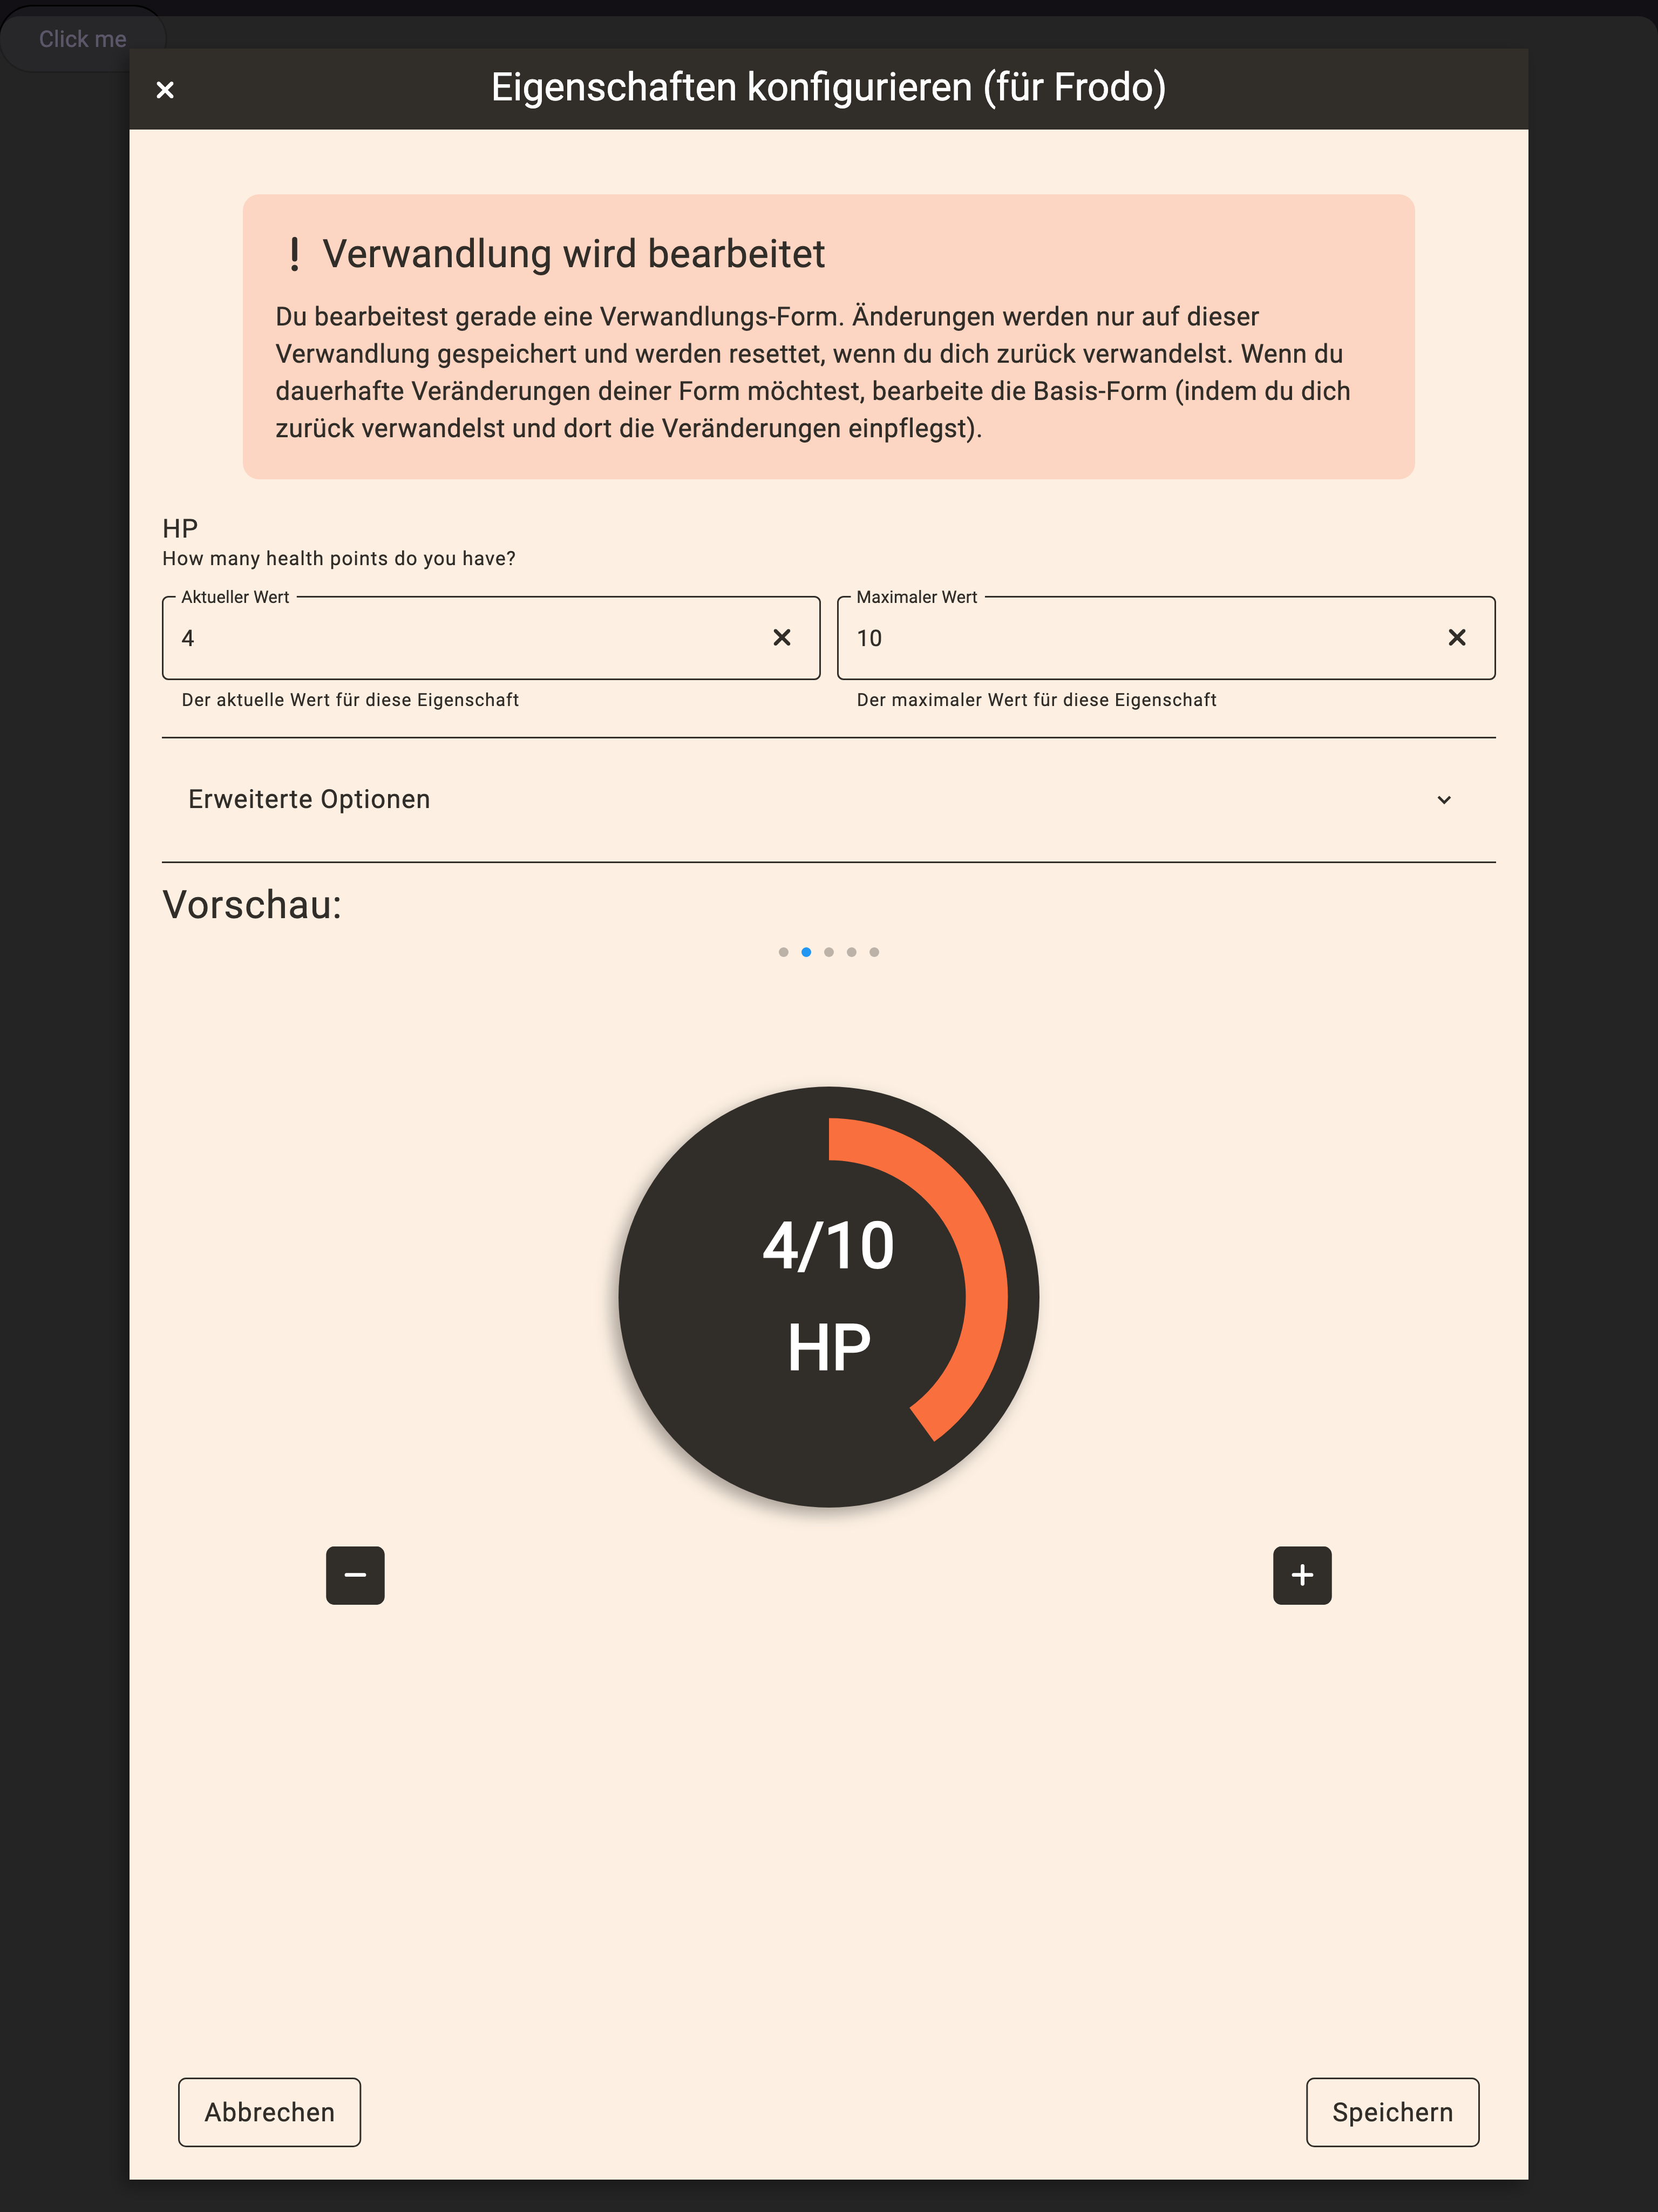 Click me
Eigenschaften konfigurieren (für Frodo)
! Verwandlung wird bearbeitet
Du bearbeitest gerade eine Verwandlungs-Form. Änderungen werden nur auf dieser
Verwandlung gespeichert und werden resettet, wenn du dich zurück verwandelst. Wenn du
dauerhafte Veränderungen deiner Form möchtest, bearbeite die Basis-Form (indem du dich
zurück verwandelst und dort die Veränderungen einpflegst).
HP
How many health points do you have?
Aktueller Wert
4
Der aktuelle Wert für diese Eigenschaft
Maximaler Wert
10
Der maximaler Wert für diese Eigenschaft
Erweiterte Optionen
Vorschau:
4/10
HP
Abbrechen
Speichern